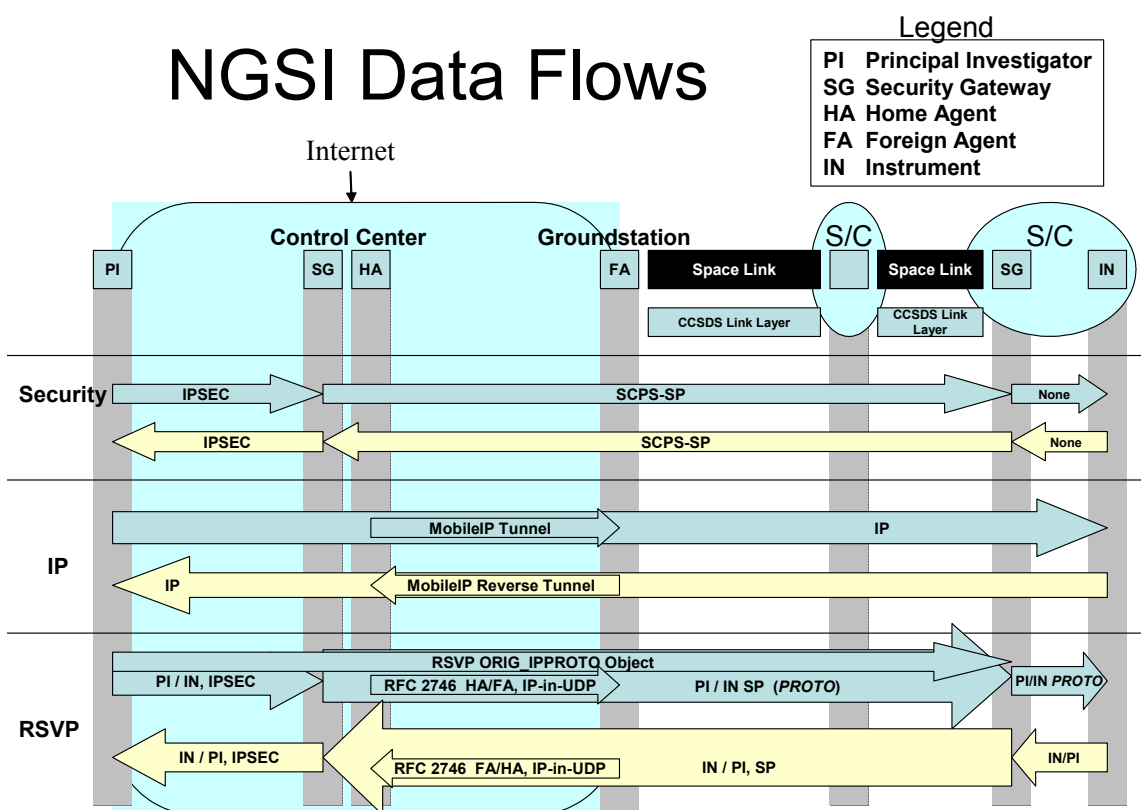 NGSI Data Flows
Legend
PI Principal Investigator
SG Security Gateway
HA Home Agent
FA Foreign Agent
IN Instrument
Internet
Control Center
Groundstation
S/C
S/C
PI
SG
HA
FA
Space Link
Space Link
SG
IN
CCSDS Link Layer
CCSDS Link
Layer
Security
IPSEC
SCPS-SP
None
IPSEC
SCPS-SP
None
IP
MobileIP Tunnel
IP
IP
MobileIP Reverse Tunnel
RSVP
RSVP ORIG_IPPROTO Object
PI / IN, IPSEC
RFC 2746 HA/FA, IP-in-UDP
PI / IN SP (PROTO)
PI/IN PROTO
IN / PI, IPSEC
RFC 2746 FA/HA, IP-in-UDP
IN / PI, SP
IN/PI